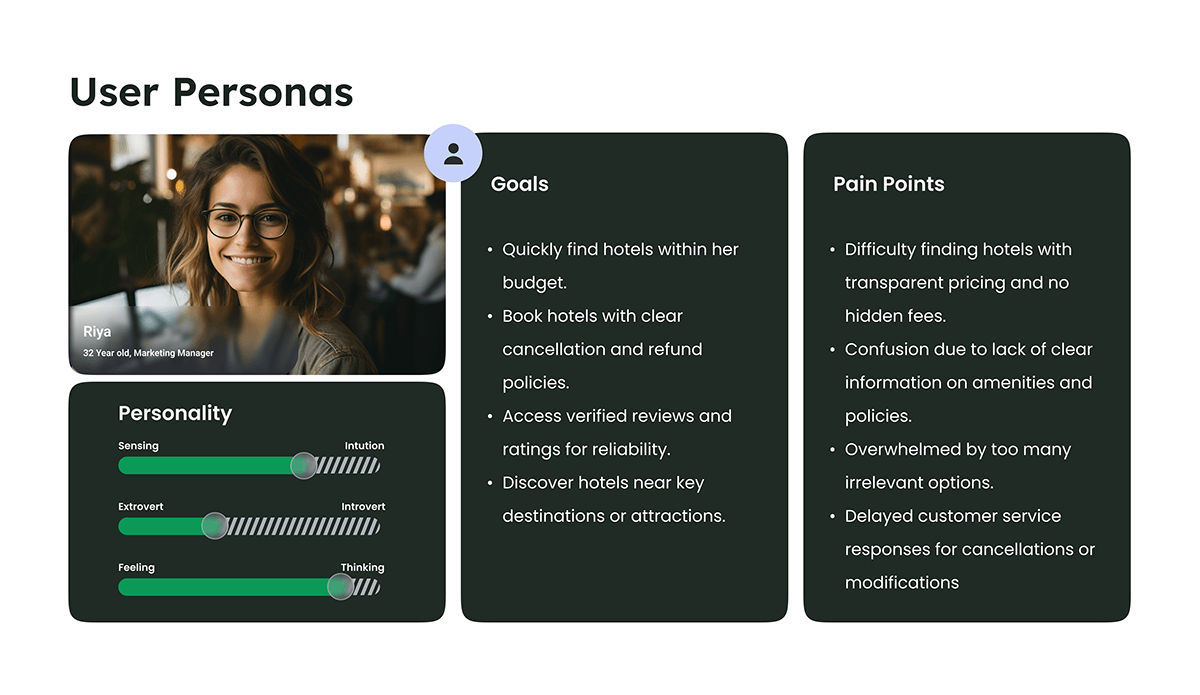 User Personas
Riya
32 Year old, Marketing Manager
Personality
Sensing Intution
Extrovert Introvert
Feeling Thinking
Goals
• Quickly find hotels within her
budget.
• Book hotels with clear
cancellation and refund
policies.
• Access verified reviews and
ratings for reliability.
• Discover hotels near key
destinations or attractions.
Pain Points
• Difficulty finding hotels with
transparent pricing and no
hidden fees.
• Confusion due to lack of clear
information on amenities and
policies.
• Overwhelmed by too many
irrelevant options.
• Delayed customer service
responses for cancellations or
modifications